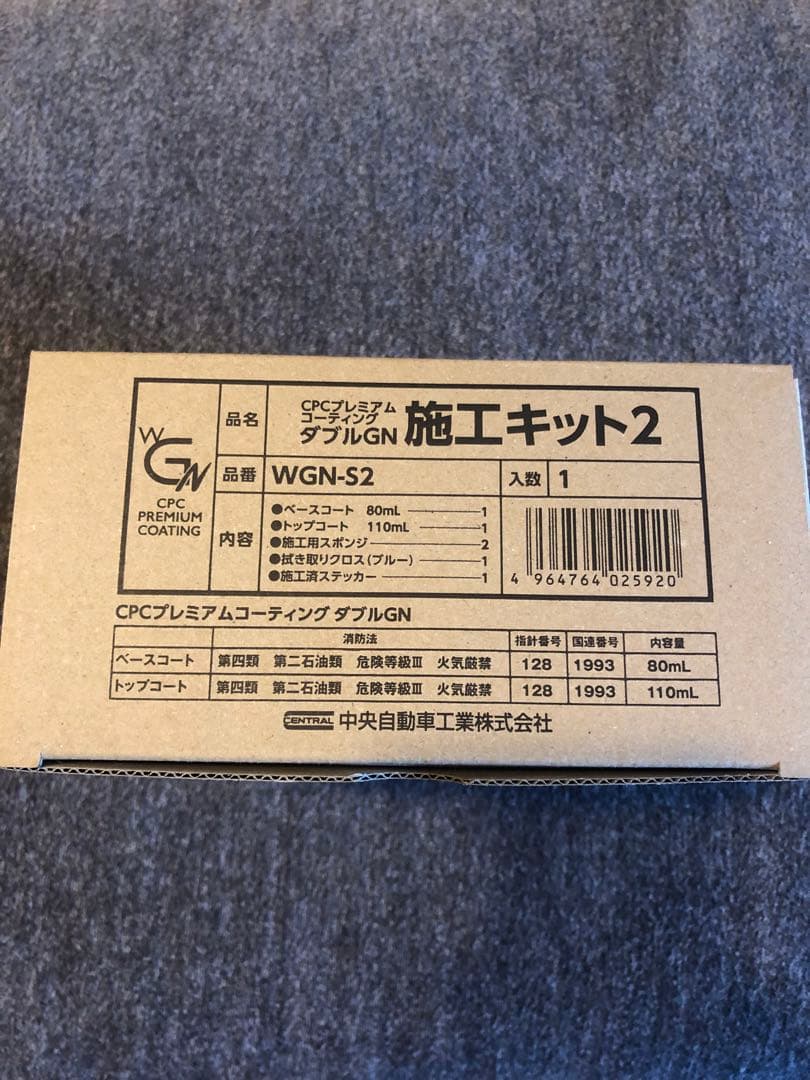 WGN
CPC
PREMIUM
COATING
品名
CPCプレミアム
コーティング
ダブルGN
施工キット2
品番
WGN-S2
入数
1
内容
●ベースコート 80mL 1
●トップコート 110mL 1
●施工用スポンジ 2
●拭き取りクロス(ブルー) 1
●施工済ステッカー 1
4 964764 025920
CPCプレミアムコーティング ダブルGN
消防法 指針番号 国連番号 内容量
ベースコート 第四類 第二石油類 危険等級Ⅲ 火気厳禁 128 1993 80mL
トップコート 第四類 第二石油類 危険等級Ⅲ 火気厳禁 128 1993 110mL
CENTRAL 中央自動車工業株式会社